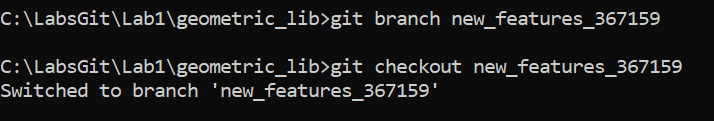 C:\LabsGit\Lab1\geometric_lib>git branch new_features_367159
C:\LabsGit\Lab1\geometric_lib>git checkout new_features_367159
Switched to branch 'new_features_367159'